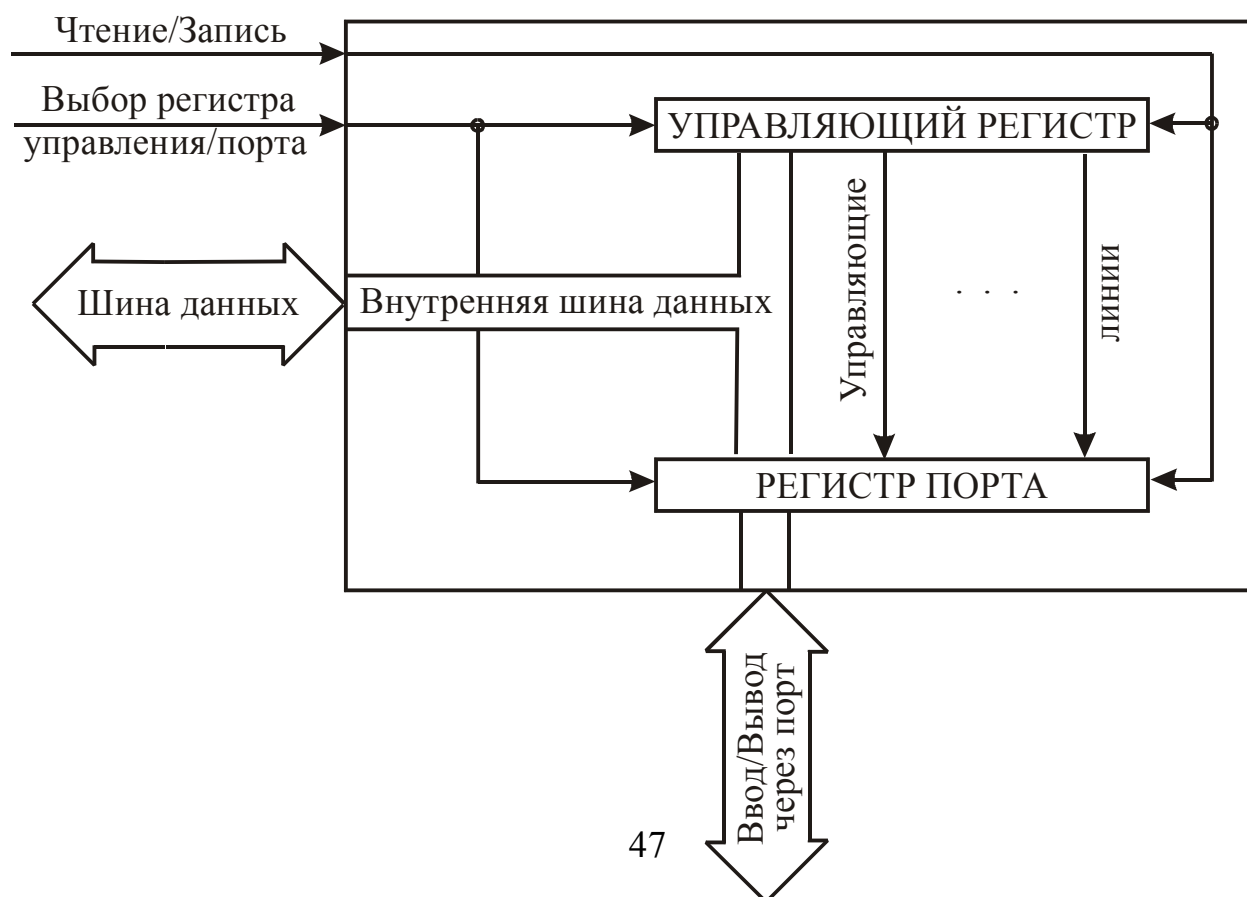 Чтение/Запись
Выбор регистра
управления/порта
УПРАВЛЯЮЩИЙ РЕГИСТР
Управляющие
. . .
линии
Шина данных
Внутренняя шина данных
РЕГИСТР ПОРТА
Ввод/Вывод
через порт
47